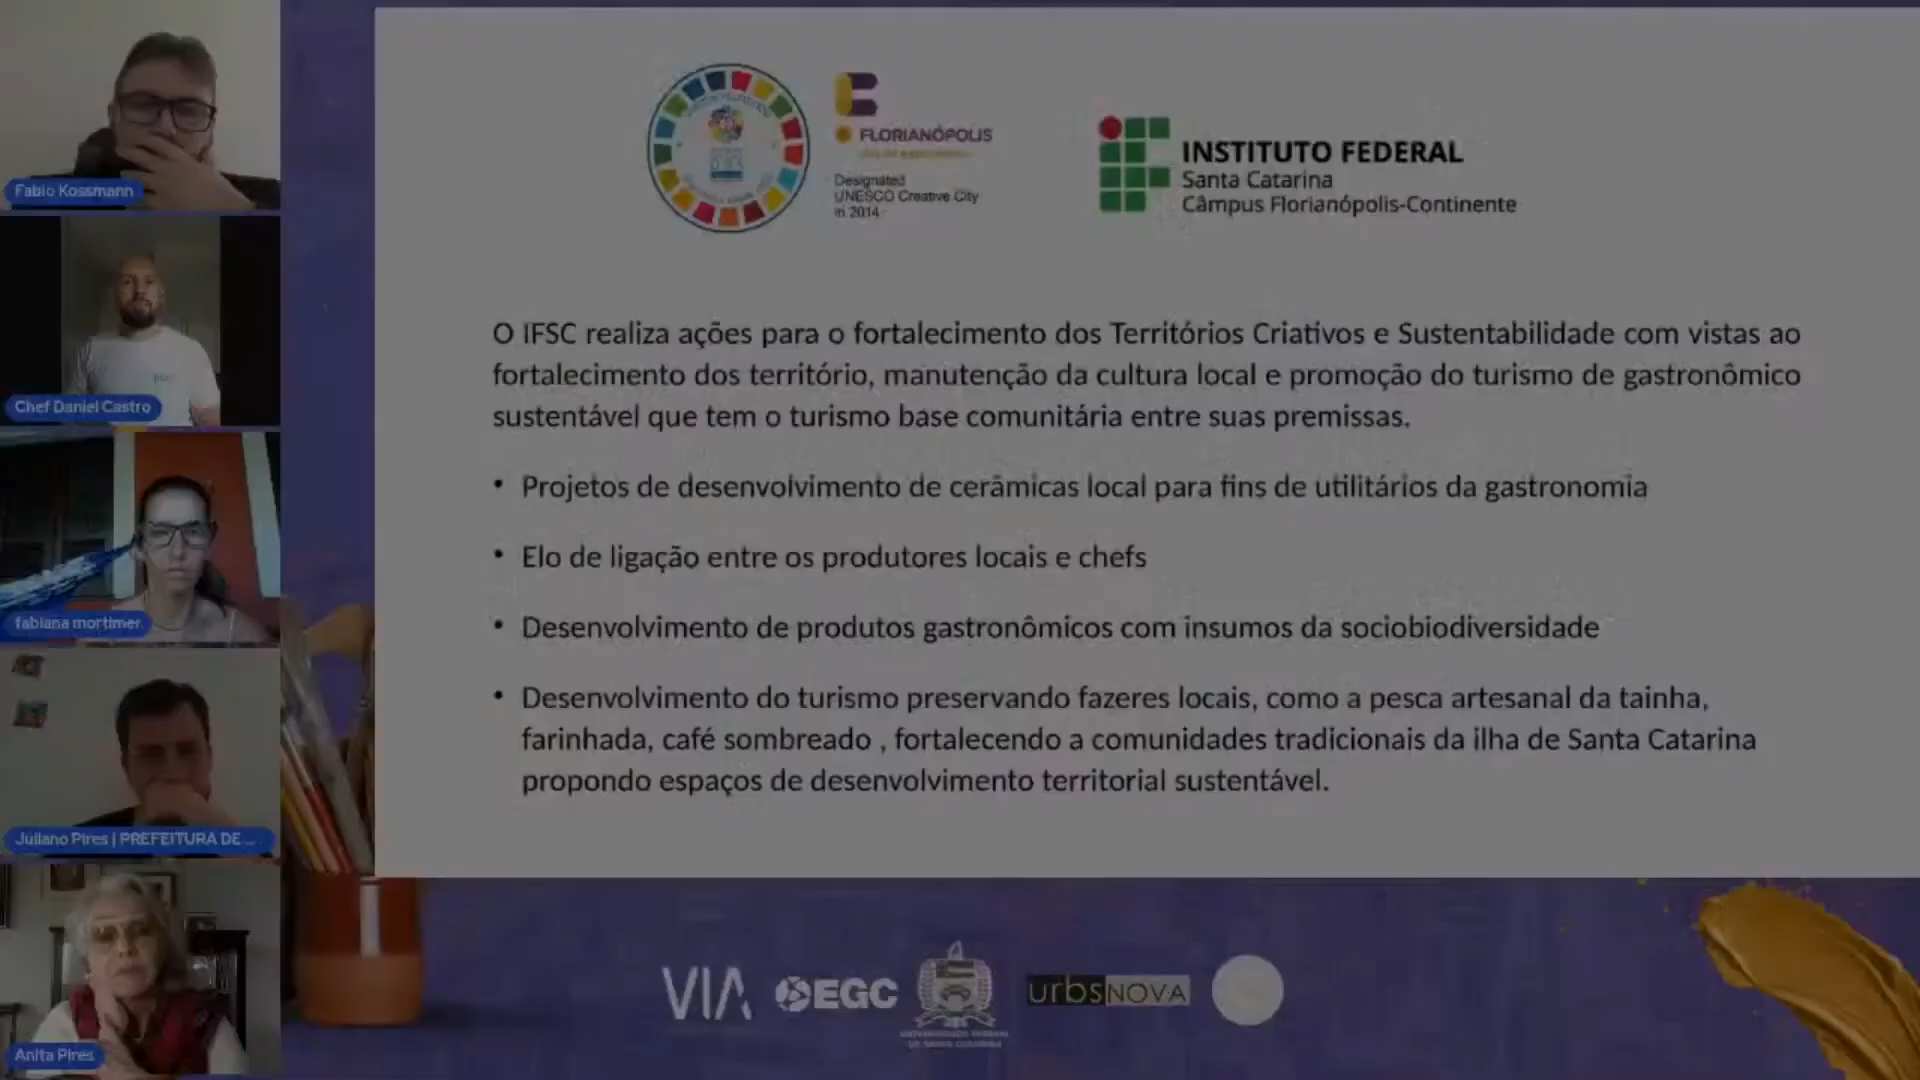 Fabio Kossmann
Chef Daniel Castro
fabiana mortimer
Juliano Pires | PREFEITURA DE ...
Anita Pires
FLORIANÓPOLIS
Designated
UNESCO Creative City
in 2014
INSTITUTO FEDERAL
Santa Catarina
Câmpus Florianópolis-Continente
O IFSC realiza ações para o fortalecimento dos Territórios Criativos e Sustentabilidade com vistas ao
fortalecimento dos território, manutenção da cultura local e promoção do turismo de gastronômico
sustentável que tem o turismo base comunitária entre suas premissas.
• Projetos de desenvolvimento de cerâmicas local para fins de utilitários da gastronomia
• Elo de ligação entre os produtores locais e chefs
• Desenvolvimento de produtos gastronômicos com insumos da sociobiodiversidade
• Desenvolvimento do turismo preservando fazeres locais, como a pesca artesanal da tainha,
farinhada, café sombreado , fortalecendo a comunidades tradicionais da ilha de Santa Catarina
propondo espaços de desenvolvimento territorial sustentável.
VIA
EGC
UNIVERSIDADE FEDERAL
DE SANTA CATARINA
urbsNOVA